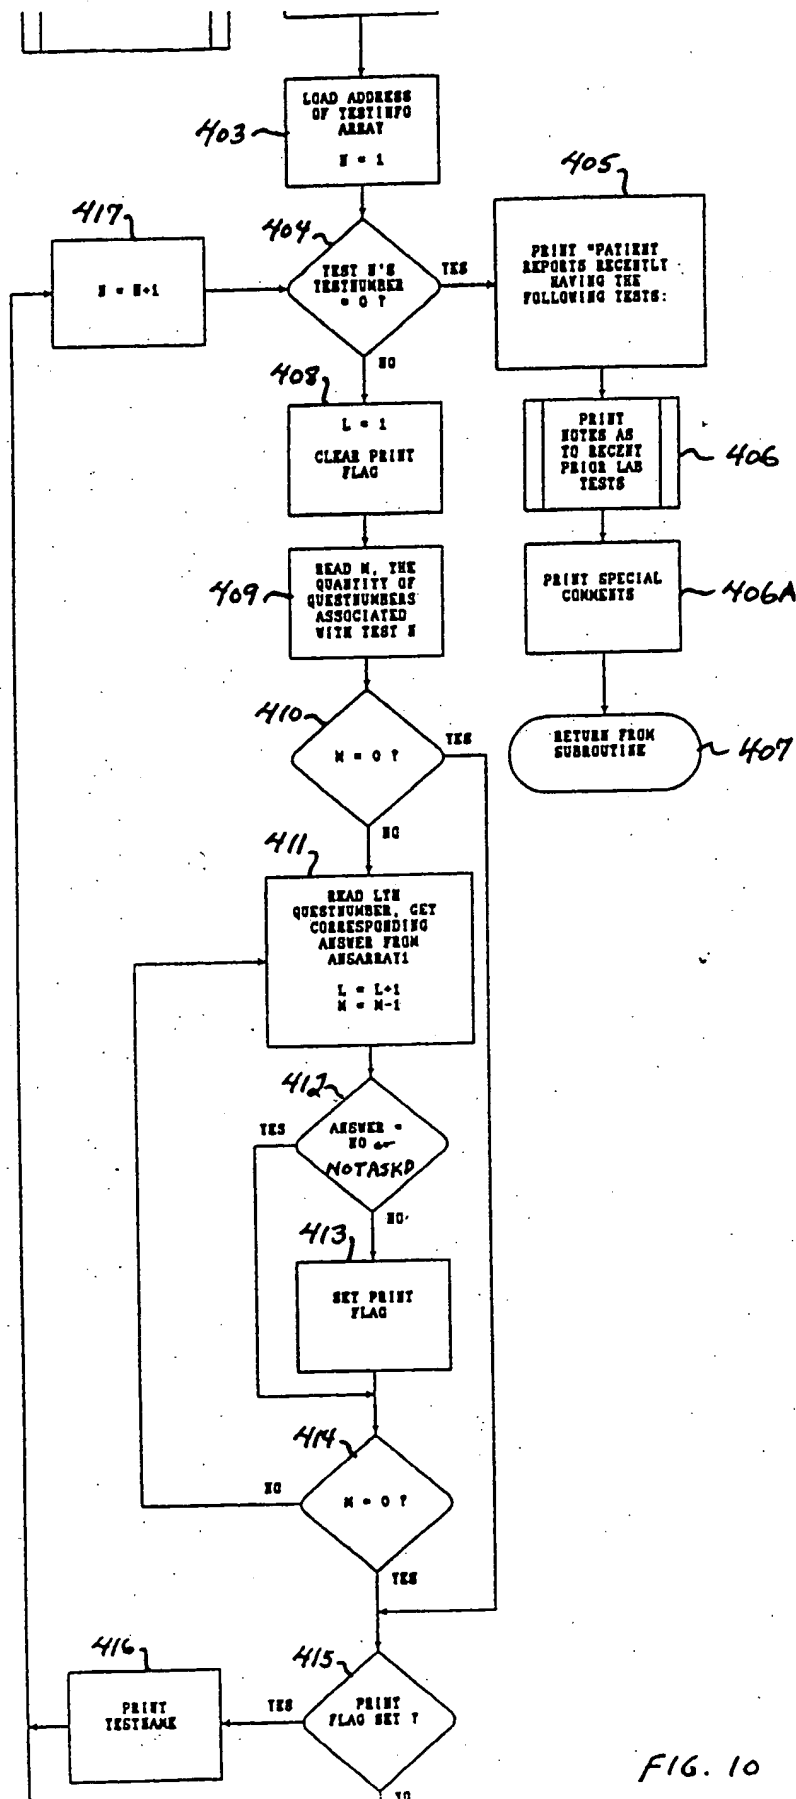 LOAD ADDRESS
OF TESTINFO
ARRAY
N = 1
403
417
N = N+1
404
TEST N'S
TESTNUMBER
= 0 ?
YES
NO
405
PRINT "PATIENT
REPORTS RECENTLY
HAVING THE
FOLLOWING TESTS:
408
L = 1
CLEAR PRINT
FLAG
PRINT
NOTES AS
TO RECENT
PRIOR LAB
TESTS
406
409
READ M, THE
QUANTITY OF
QUESTNUMBERS
ASSOCIATED
WITH TEST N
PRINT SPECIAL
COMMENTS
406A
410
M = 0 ?
YES
NO
RETURN FROM
SUBROUTINE
407
411
READ LTH
QUESTNUMBER, GET
CORRESPONDING
ANSWER FROM
ANSARRAY1
L = L+1
M = M-1
412
YES
ANSWER =
NO or
NOTASKD
NO
413
SET PRINT
FLAG
414
NO
M = 0 ?
YES
416
PRINT
TESTNAME
415
YES
PRINT
FLAG SET ?
FIG. 10